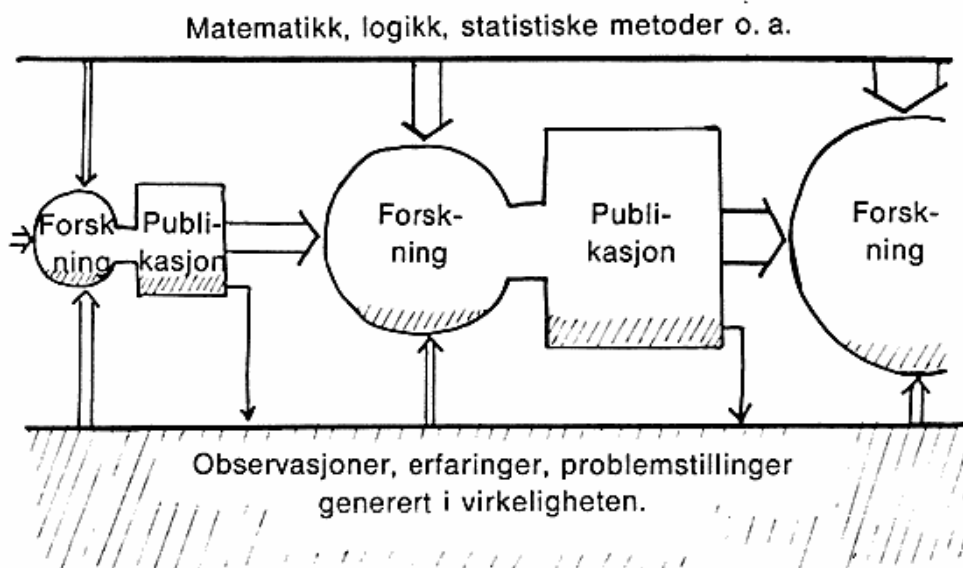 Matematikk, logikk, statistiske metoder o. a.
Forsk
ning
Publi-
kasjon
Forsk-
ning
Publi-
kasjon
Forsk-
ning
Observasjoner, erfaringer, problemstillinger
generert i virkeligheten.